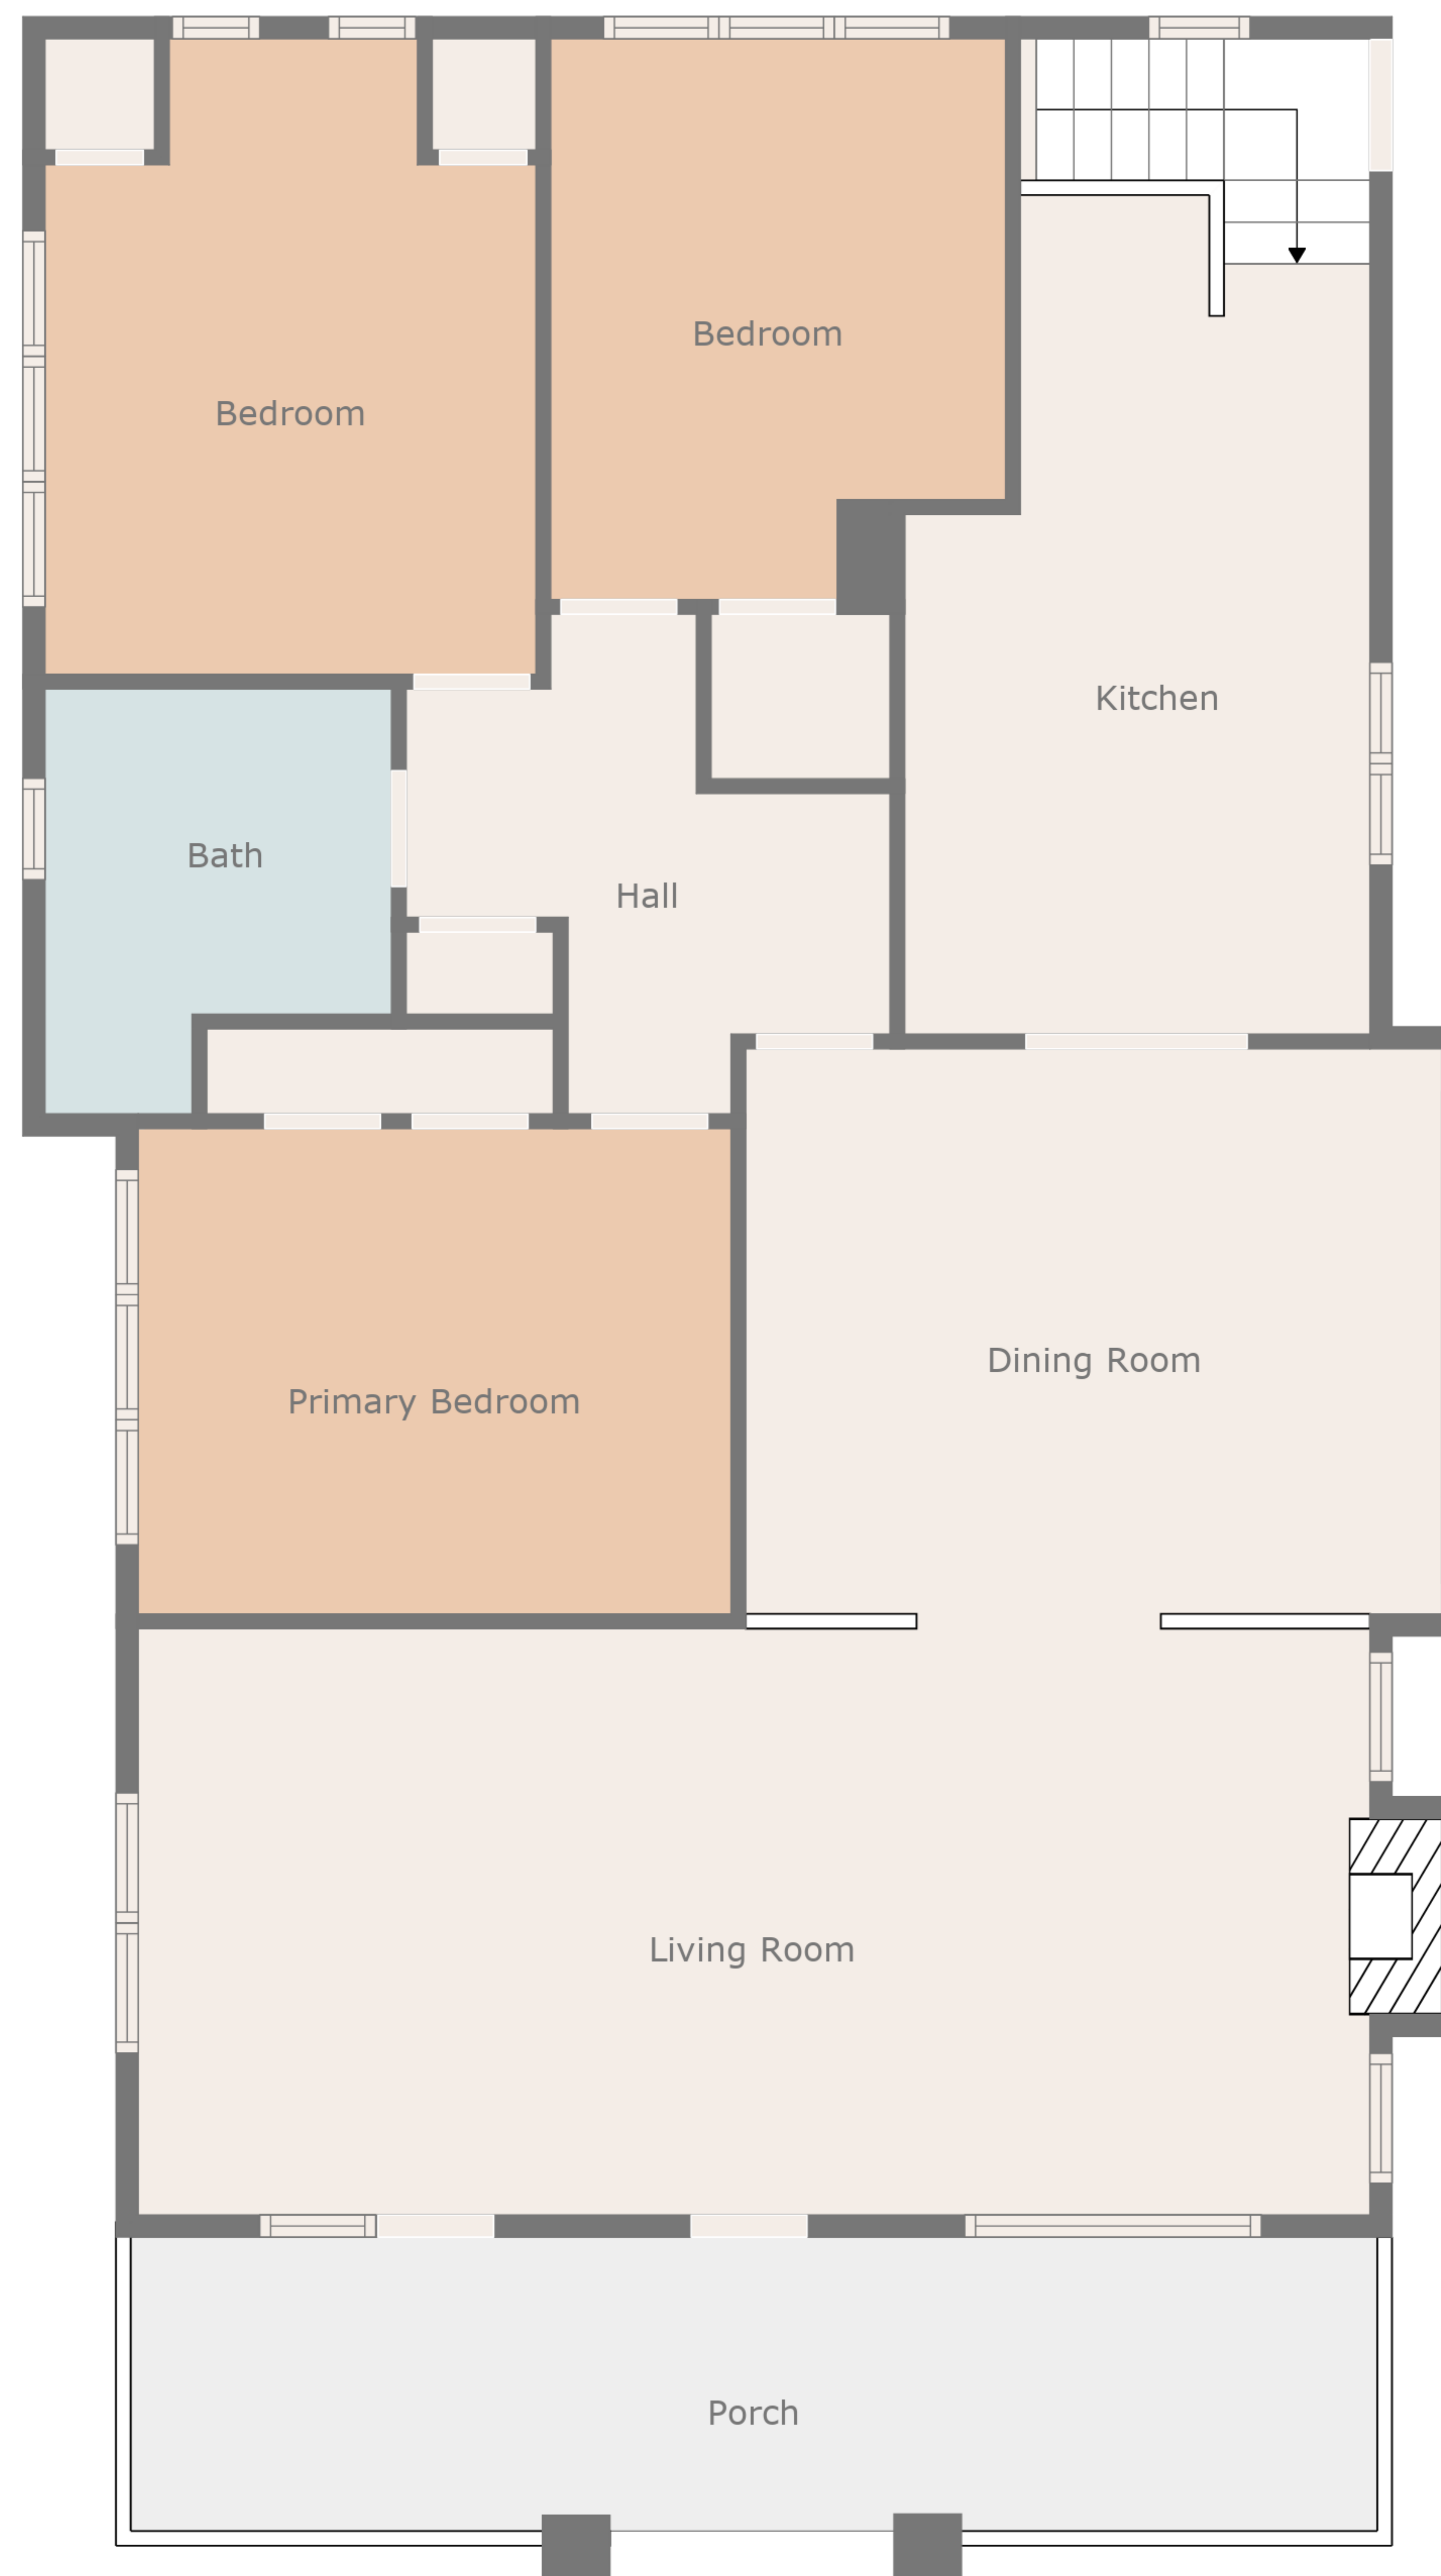 Bedroom
Bedroom
Kitchen
Bath
Hall
Dining Room
Primary Bedroom
Living Room
Porch